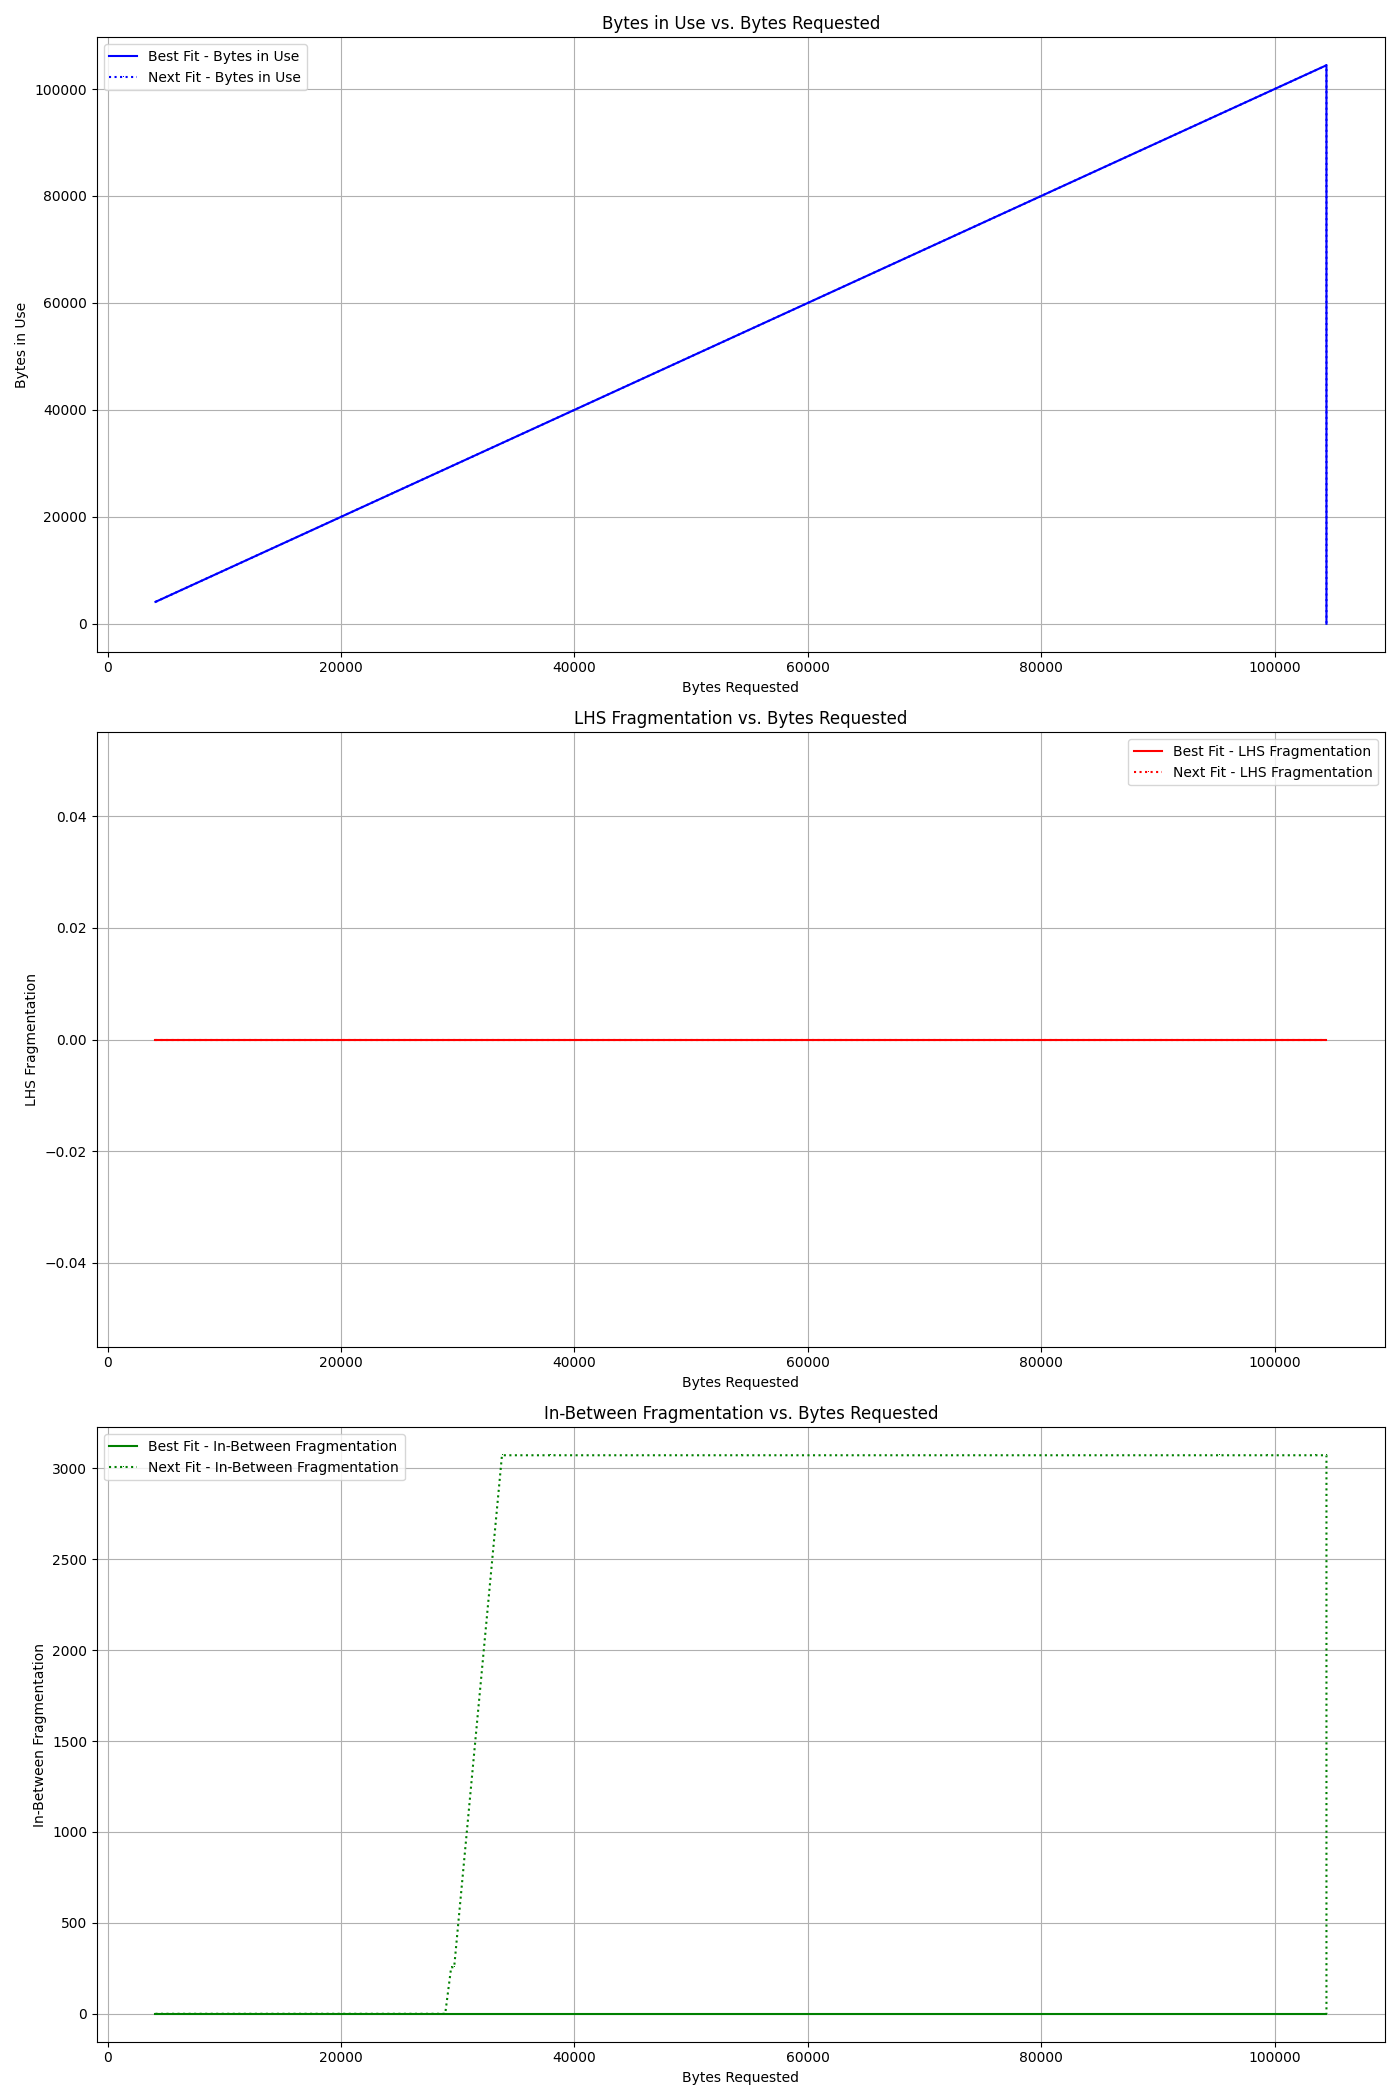 Bytes in Use vs. Bytes Requested
Best Fit - Bytes in Use
Next Fit - Bytes in Use
100000
80000
60000
40000
20000
0
Bytes in Use
0 20000 40000 60000 80000 100000
Bytes Requested
LHS Fragmentation vs. Bytes Requested
Best Fit - LHS Fragmentation
Next Fit - LHS Fragmentation
0.04
0.02
0.00
−0.02
−0.04
LHS Fragmentation
0 20000 40000 60000 80000 100000
Bytes Requested
In-Between Fragmentation vs. Bytes Requested
Best Fit - In-Between Fragmentation
Next Fit - In-Between Fragmentation
3000
2500
2000
1500
1000
500
0
In-Between Fragmentation
0 20000 40000 60000 80000 100000
Bytes Requested